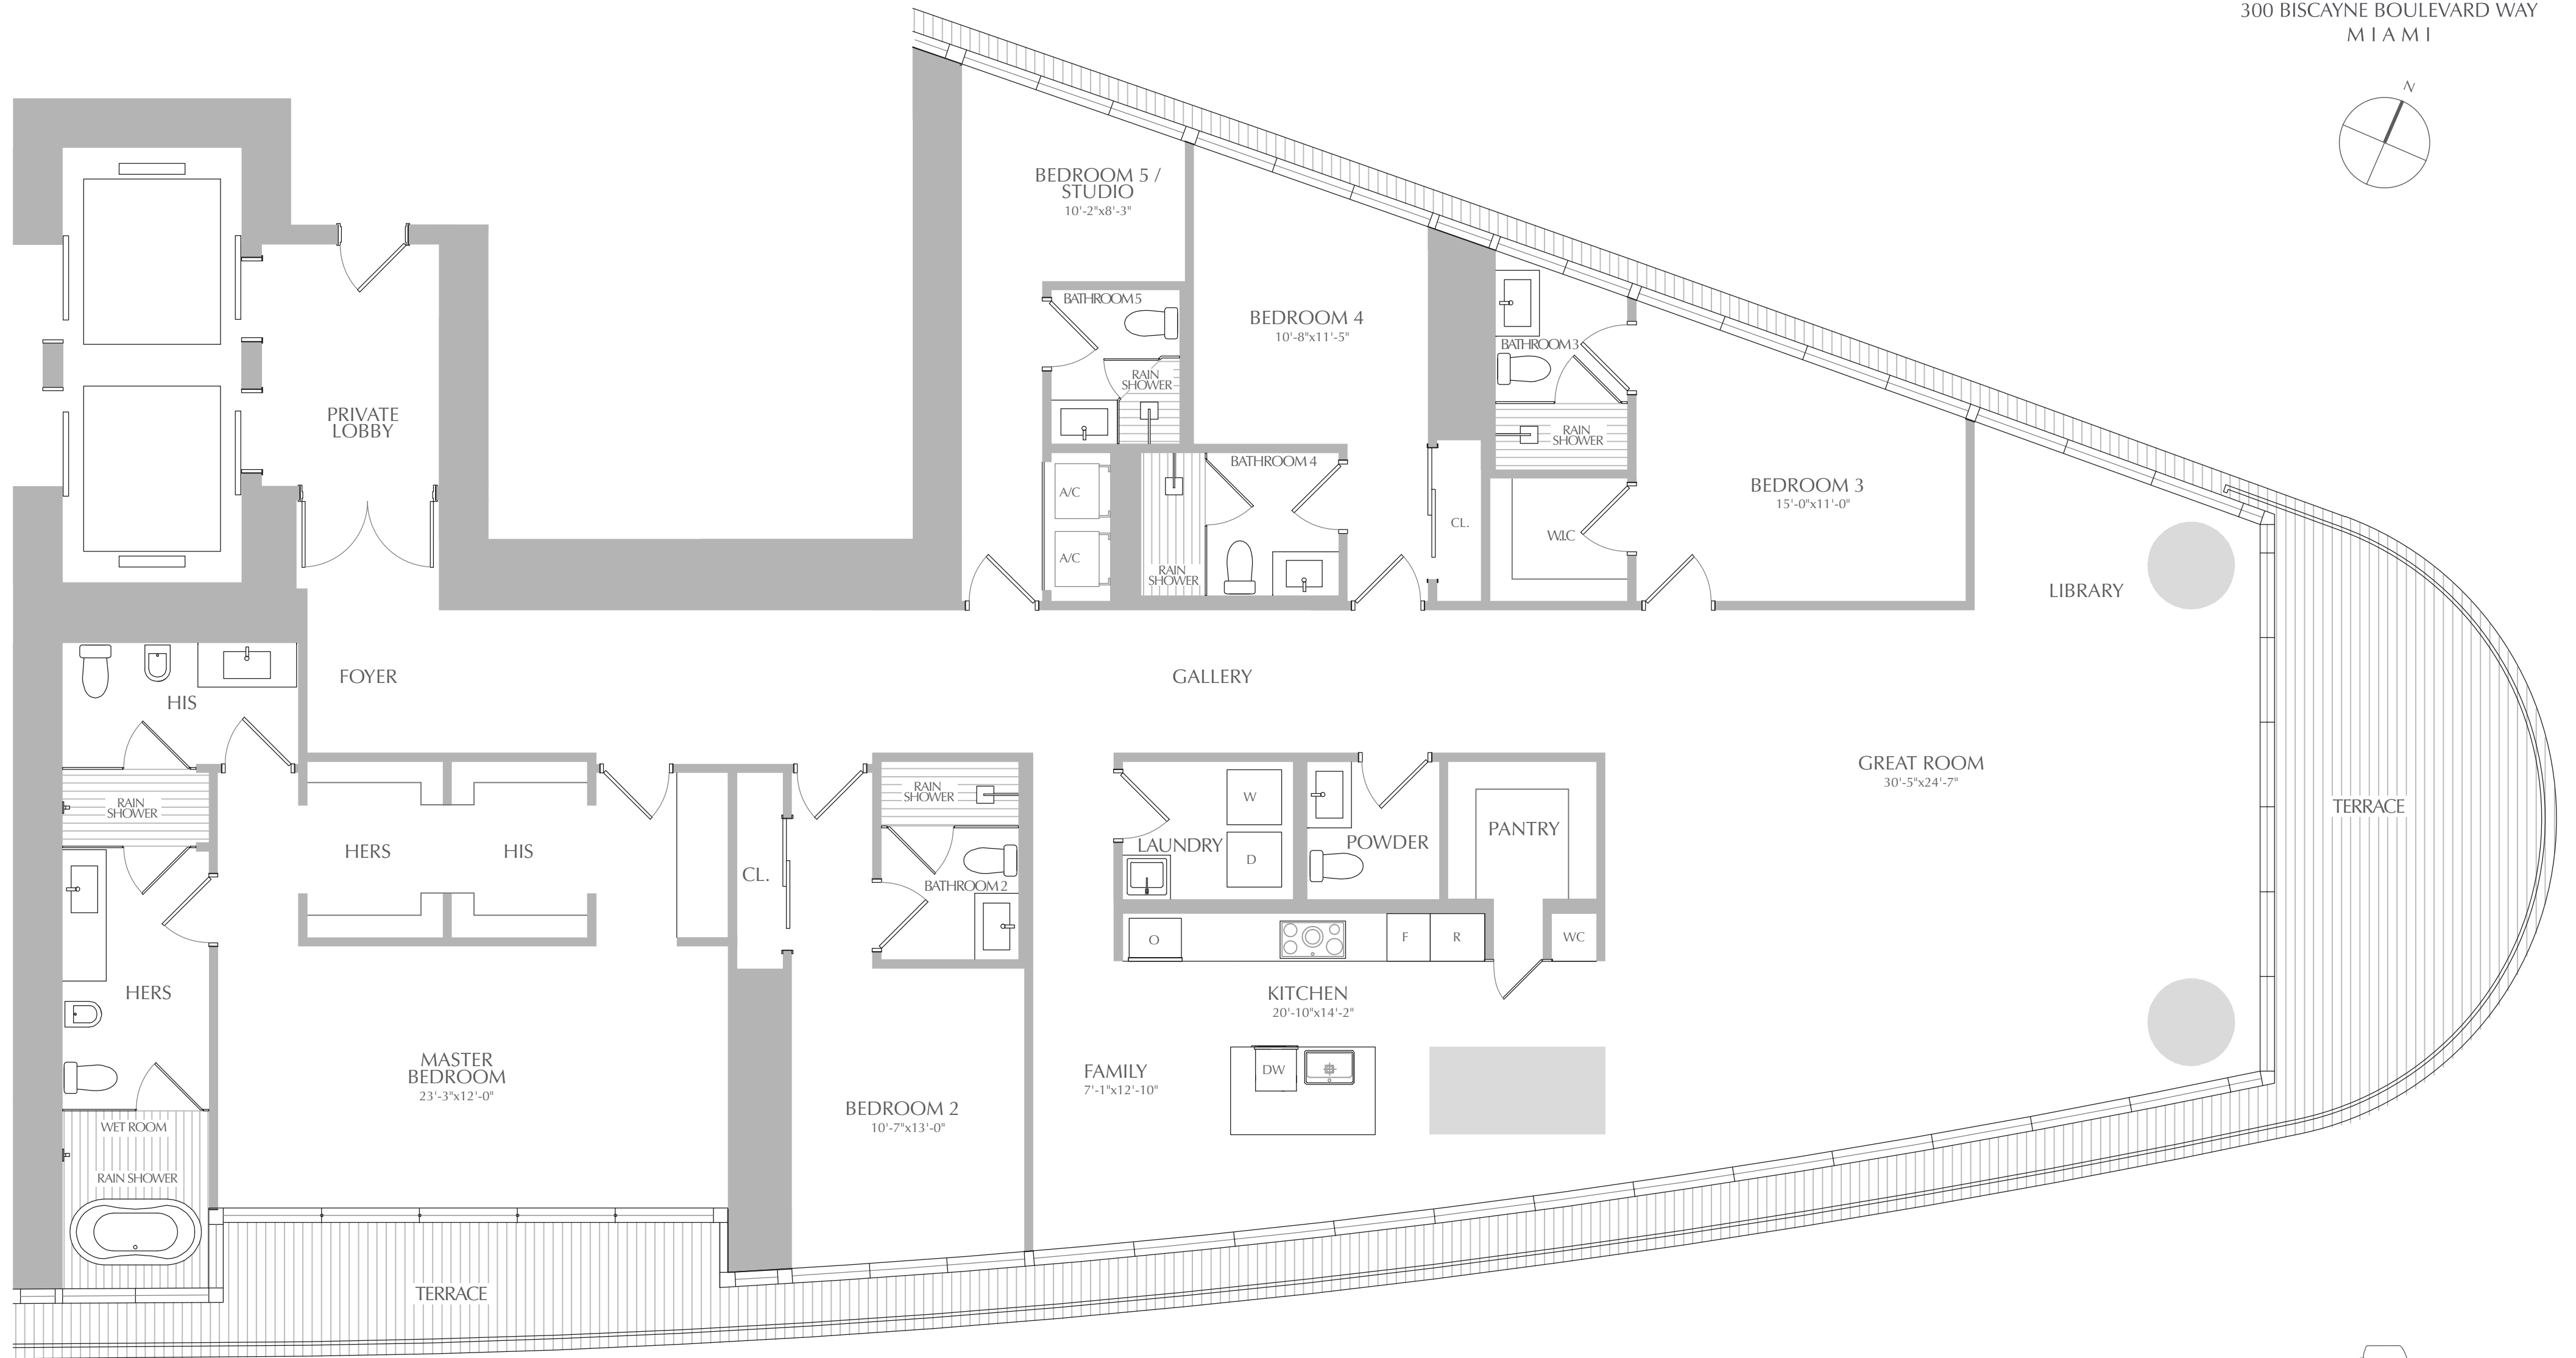 300 BISCAYNE BOULEVARD WAY
MIAMI
N
BEDROOM 5 /
STUDIO
10'-2"x8'-3"
BATHROOM 5
RAIN
SHOWER
BEDROOM 4
10'-8"x11'-5"
BATHROOM 3
RAIN
SHOWER
PRIVATE
LOBBY
A/C
A/C
BATHROOM 4
RAIN
SHOWER
CL.
W.I.C
BEDROOM 3
15'-0"x11'-0"
LIBRARY
HIS
FOYER
GALLERY
GREAT ROOM
30'-5"x24'-7"
TERRACE
RAIN
SHOWER
HERS
HIS
CL.
RAIN
SHOWER
BATHROOM 2
LAUNDRY
W
D
POWDER
PANTRY
O
F
R
WC
HERS
KITCHEN
20'-10"x14'-2"
MASTER
BEDROOM
23'-3"x12'-0"
FAMILY
7'-1"x12'-10"
DW
BEDROOM 2
10'-7"x13'-0"
WET ROOM
RAIN SHOWER
TERRACE